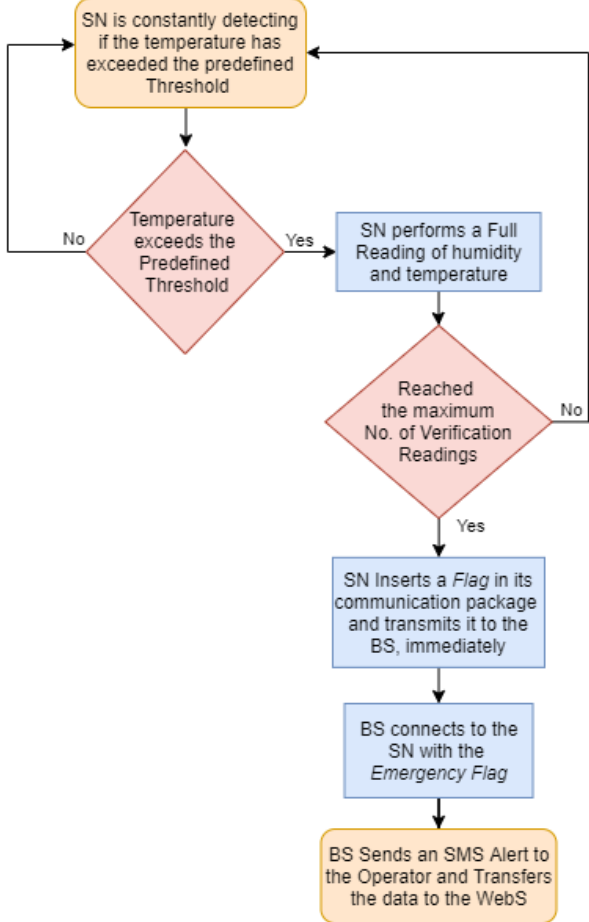 SN is constantly detecting
if the temperature has
exceeded the predefined
Threshold
Temperature
exceeds the
Predefined
Threshold
No
Yes
SN performs a Full
Reading of humidity
and temperature
Reached
the maximum
No. of Verification
Readings
No
Yes
SN Inserts a Flag in its
communication package
and transmits it to the
BS, immediately
BS connects to the
SN with the
Emergency Flag
BS Sends an SMS Alert to
the Operator and Transfers
the data to the WebS